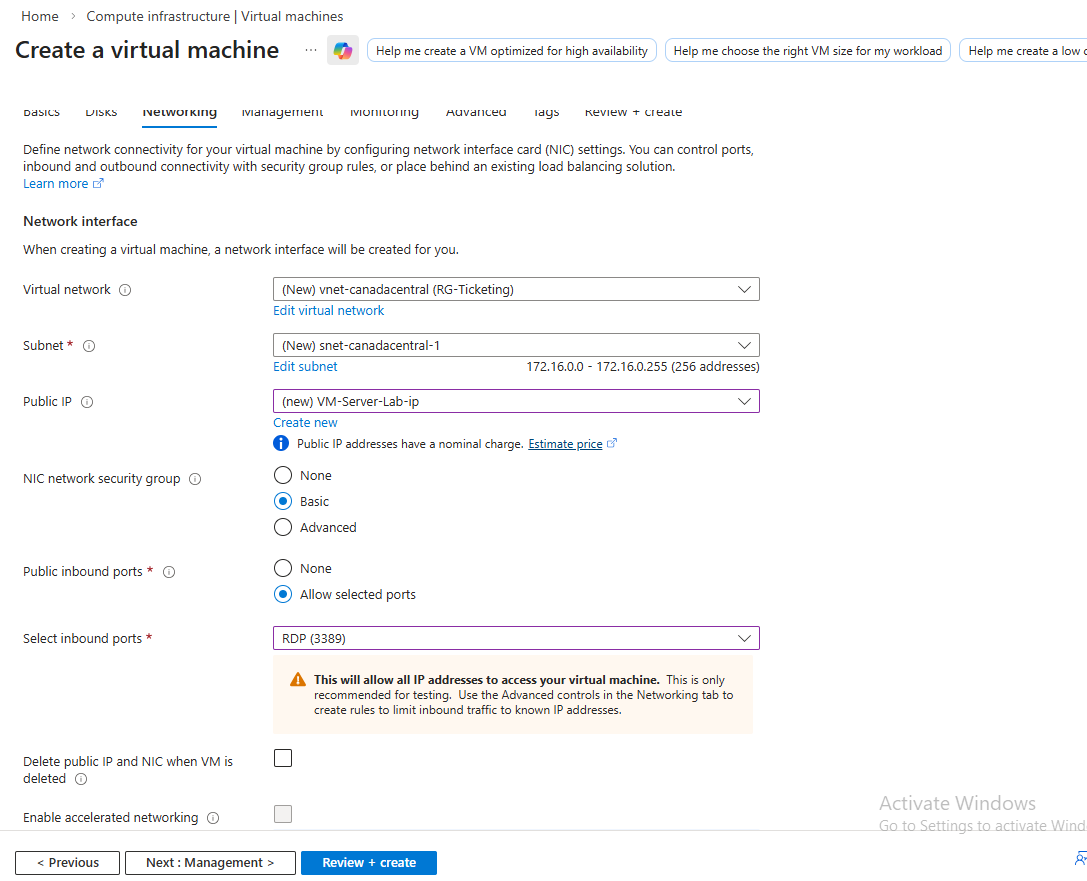 Home > Compute infrastructure | Virtual machines
Create a virtual machine ...
Help me create a VM optimized for high availability
Help me choose the right VM size for my workload
Help me create a low c
Basics Disks Networking Management Monitoring Advanced Tags Review + create
Define network connectivity for your virtual machine by configuring network interface card (NIC) settings. You can control ports,
inbound and outbound connectivity with security group rules, or place behind an existing load balancing solution.
Learn more
Network interface
When creating a virtual machine, a network interface will be created for you.
Virtual network (New) vnet-canadacentral (RG-Ticketing)
Edit virtual network
Subnet * (New) snet-canadacentral-1
Edit subnet 172.16.0.0 - 172.16.0.255 (256 addresses)
Public IP (new) VM-Server-Lab-ip
Create new
Public IP addresses have a nominal charge. Estimate price
NIC network security group None
Basic
Advanced
Public inbound ports * None
Allow selected ports
Select inbound ports * RDP (3389)
This will allow all IP addresses to access your virtual machine. This is only
recommended for testing. Use the Advanced controls in the Networking tab to
create rules to limit inbound traffic to known IP addresses.
Delete public IP and NIC when VM is
deleted
Enable accelerated networking
Activate Windows
Go to Settings to activate Wind
< Previous Next : Management > Review + create